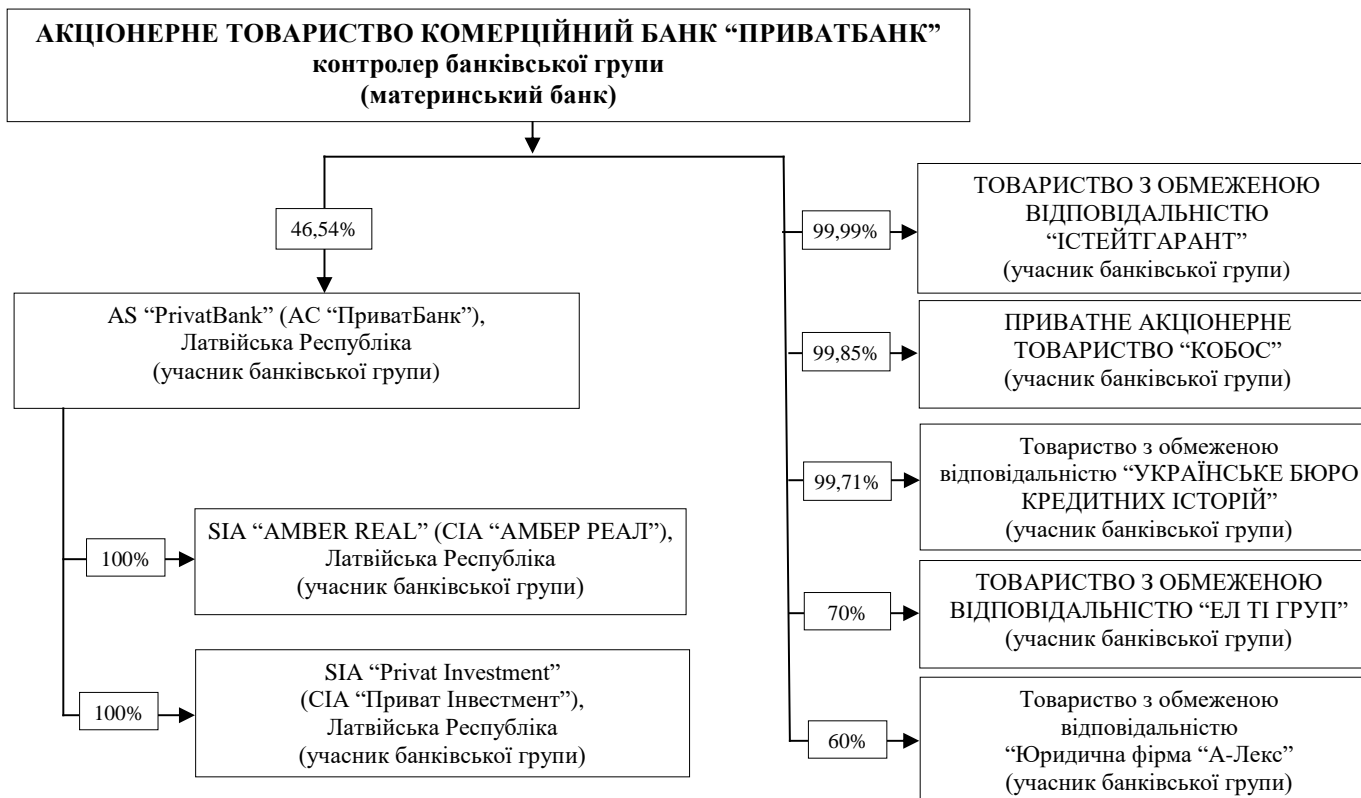 АКЦІОНЕРНЕ ТОВАРИСТВО КОМЕРЦІЙНИЙ БАНК “ПРИВАТБАНК”
контролер банківської групи
(материнський банк)
46,54%
AS “PrivatBank” (АС “ПриватБанк”),
Латвійська Республіка
(учасник банківської групи)
100%
SIA “AMBER REAL” (СІА “АМБЕР РЕАЛ”),
Латвійська Республіка
(учасник банківської групи)
100%
SIA “Privat Investment”
(СІА “Приват Інвестмент”),
Латвійська Республіка
(учасник банківської групи)
99,99%
ТОВАРИСТВО З ОБМЕЖЕНОЮ
ВІДПОВІДАЛЬНІСТЮ
“ІСТЕЙТГАРАНТ”
(учасник банківської групи)
99,85%
ПРИВАТНЕ АКЦІОНЕРНЕ
ТОВАРИСТВО “КОБОС”
(учасник банківської групи)
99,71%
Товариство з обмеженою
відповідальністю “УКРАЇНСЬКЕ БЮРО
КРЕДИТНИХ ІСТОРІЙ”
(учасник банківської групи)
70%
ТОВАРИСТВО З ОБМЕЖЕНОЮ
ВІДПОВІДАЛЬНІСТЮ “ЕЛ ТІ ГРУП”
(учасник банківської групи)
60%
Товариство з обмеженою
відповідальністю
“Юридична фірма “А-Лекс”
(учасник банківської групи)